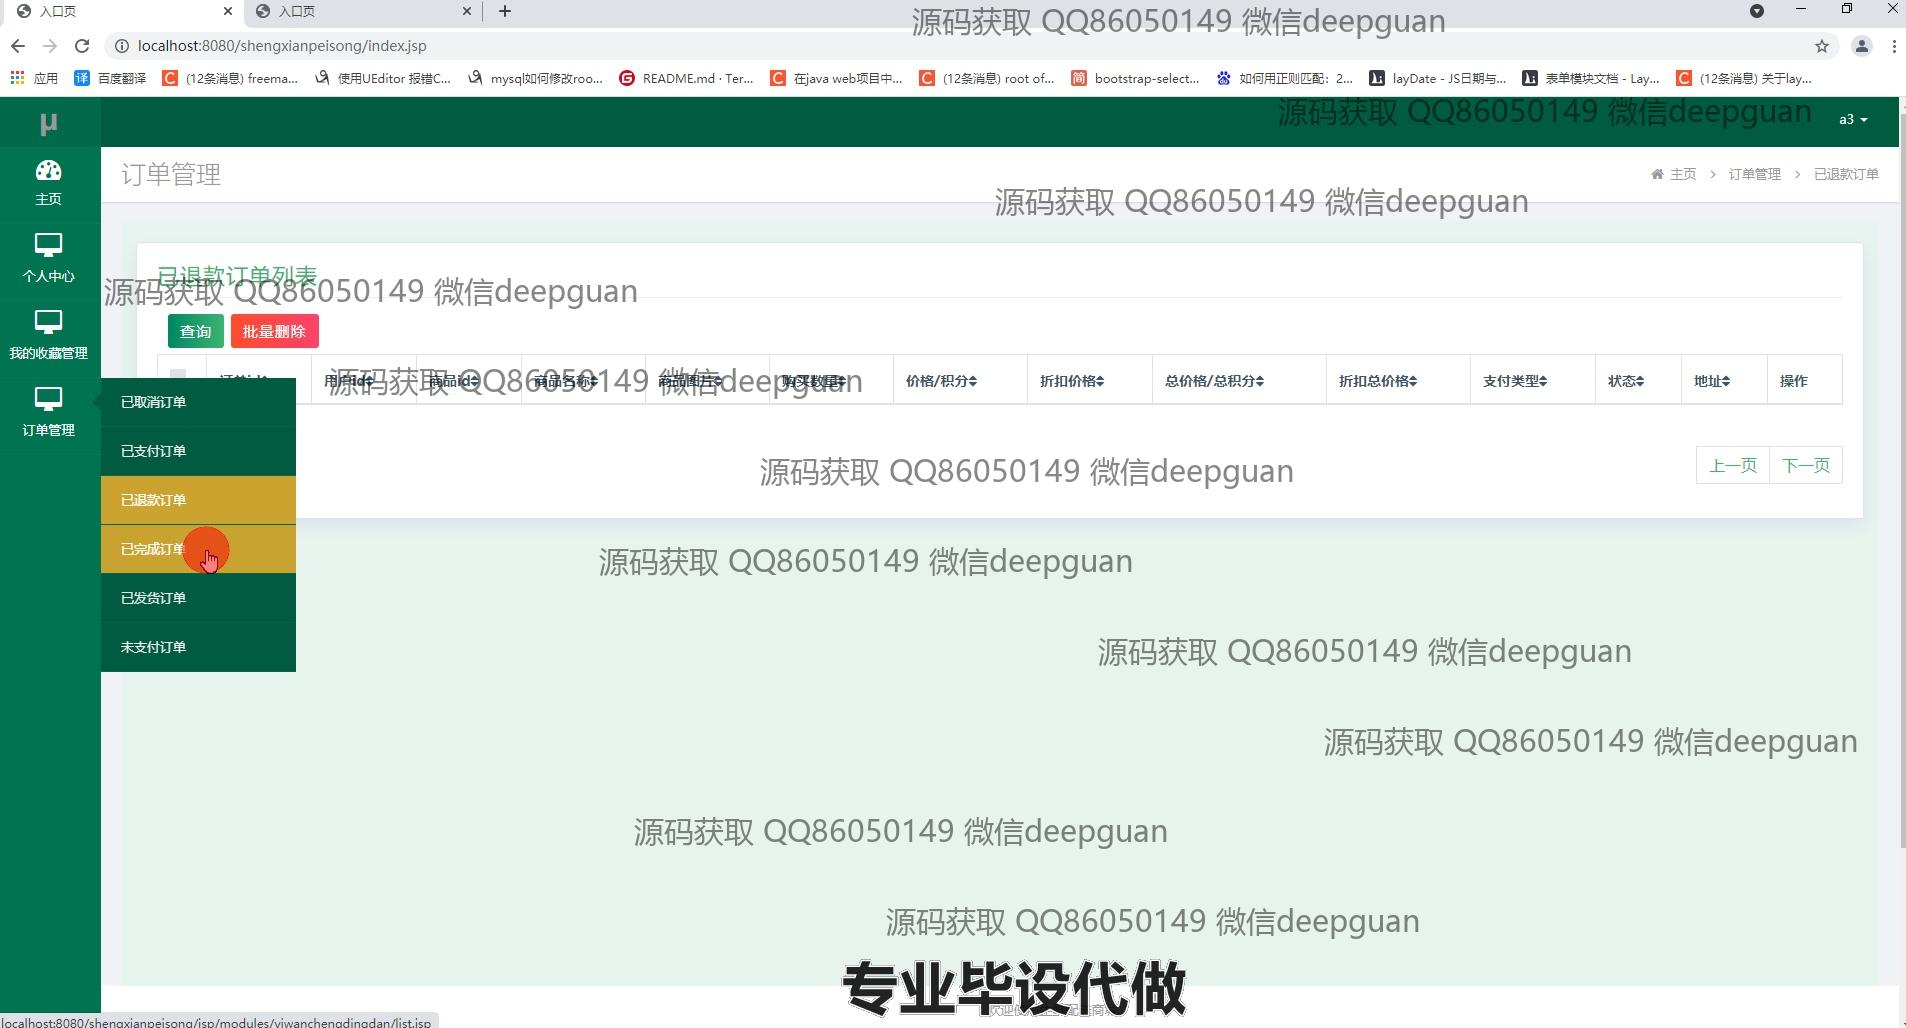 入口页
入口页
源码获取 QQ86050149 微信deepguan
localhost:8080/shengxianpeisong/index.jsp
应用 百度翻译 (12条消息) freema... 使用UEditor 报错C... mysql如何修改roo... README.md · Ter... 在java web项目中... (12条消息) root of... bootstrap-select... 如何用正则匹配：2... layDate - JS日期与... 表单模块文档 - Lay... (12条消息) 关于lay...
μ
源码获取 QQ86050149 微信deepguan
a3
主页
订单管理
主页 > 订单管理 > 已退款订单
源码获取 QQ86050149 微信deepguan
个人中心
已退款订单列表
源码获取 QQ86050149 微信deepguan
查询 批量删除
我的收藏管理
用户id 商品id 商品名称 商品图片 购买数量 价格/积分 折扣价格 总价格/总积分 折扣总价格 支付类型 状态 地址 操作
源码获取 QQ86050149 微信deepguan
订单管理
已取消订单
已支付订单
已退款订单
已完成订单
已发货订单
未支付订单
上一页 下一页
源码获取 QQ86050149 微信deepguan
源码获取 QQ86050149 微信deepguan
源码获取 QQ86050149 微信deepguan
源码获取 QQ86050149 微信deepguan
源码获取 QQ86050149 微信deepguan
源码获取 QQ86050149 微信deepguan
专业毕设代做
localhost:8080/shengxianpeisong/jsp/modules/yiwanchengdingdan/list.jsp